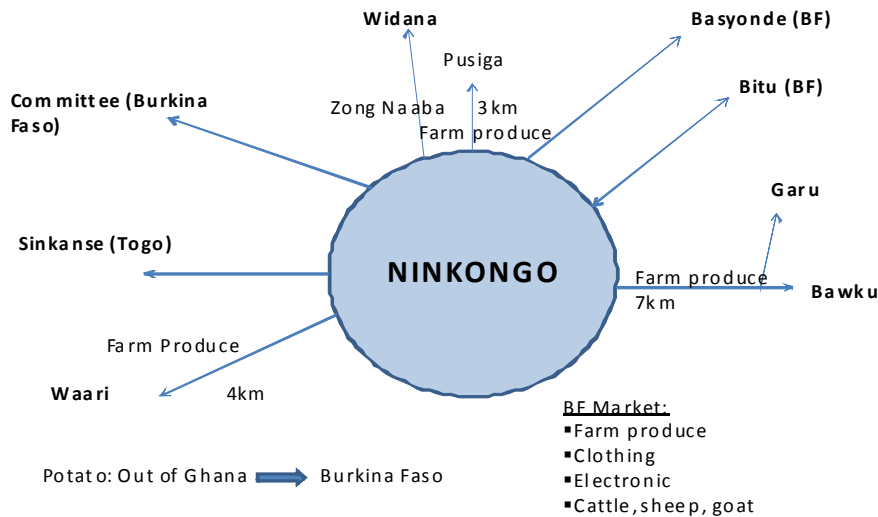 Widana
Basyonde (BF)
Pusiga
Bitu (BF)
Committee (Burkina
Faso)
Zong Naaba
3km
Farm produce
Garu
Sinkanse (Togo)
NINKONGO
Farm produce
7km
Bawku
Farm Produce
Waari
4km
BF Market:
▪Farm produce
▪Clothing
▪Electronic
▪Cattle, sheep, goat
Potato: Out of Ghana
Burkina Faso